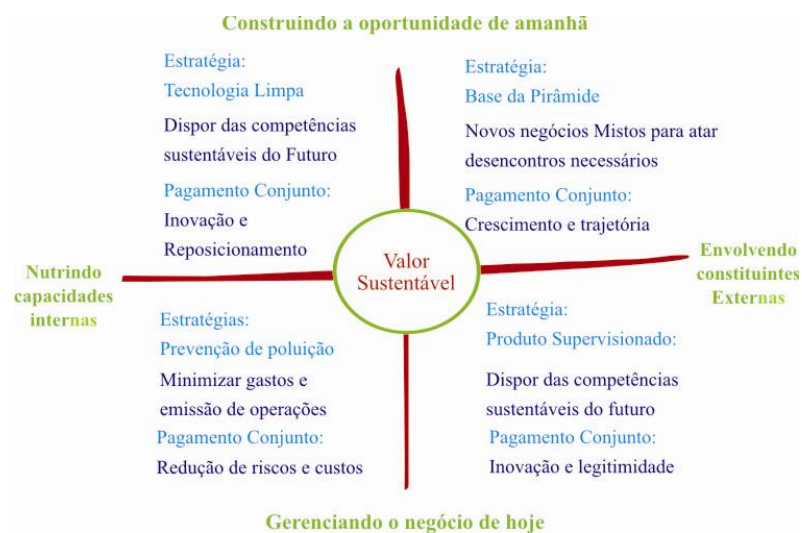 Construindo a oportunidade de amanhã
Estratégia:
Tecnologia Limpa
Dispor das competências
sustentáveis do Futuro
Pagamento Conjunto:
Inovação e
Reposicionamento
Estratégia:
Base da Pirâmide
Novos negócios Mistos para atar
desencontros necessários
Pagamento Conjunto:
Crescimento e trajetória
Nutrindo
capacidades
internas
Valor
Sustentável
Envolvendo
constituintes
Externas
Estratégias:
Prevenção de poluição
Minimizar gastos e
emissão de operações
Pagamento Conjunto:
Redução de riscos e custos
Estratégia:
Produto Supervisionado:
Dispor das competências
sustentáveis do futuro
Pagamento Conjunto:
Inovação e legitimidade
Gerenciando o negócio de hoje